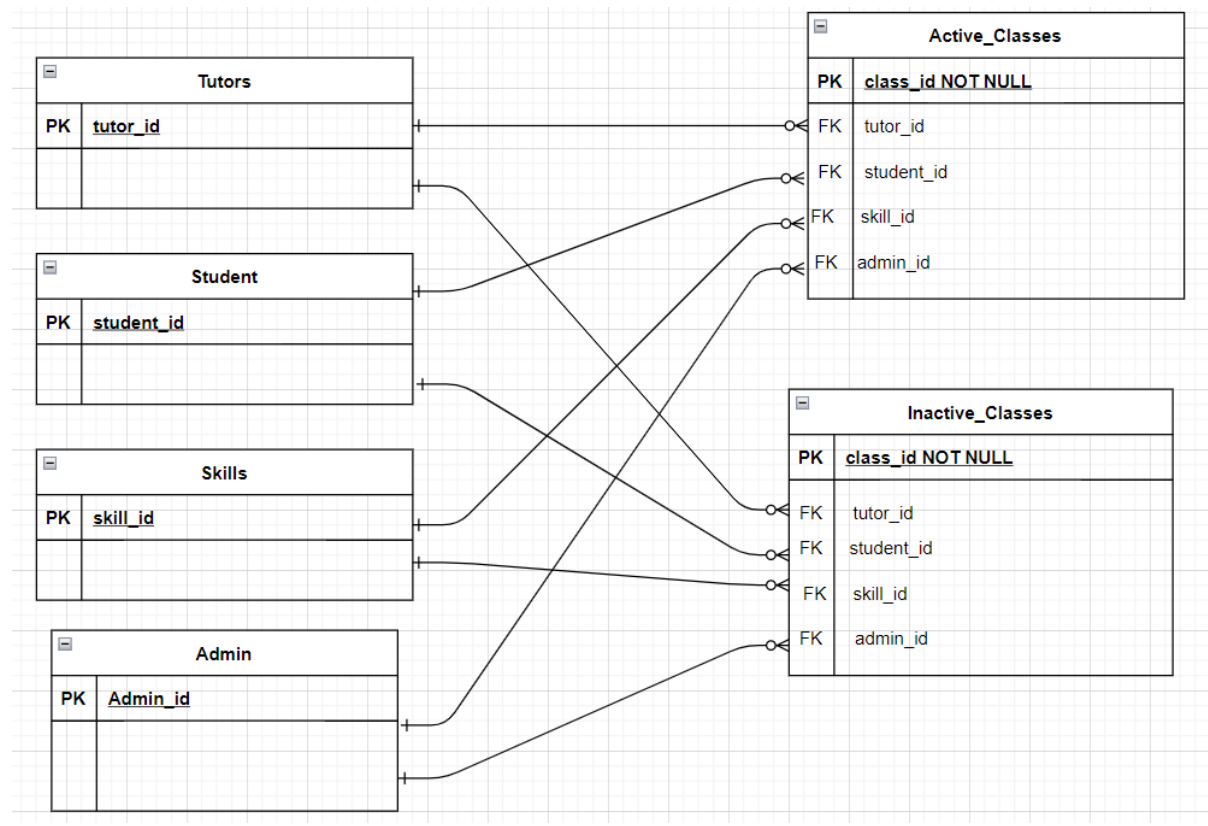 Tutors
PK tutor_id
Student
PK student_id
Skills
PK skill_id
Admin
PK Admin_id
Active_Classes
PK class_id NOT NULL
FK tutor_id
FK student_id
FK skill_id
FK admin_id
Inactive_Classes
PK class_id NOT NULL
FK tutor_id
FK student_id
FK skill_id
FK admin_id